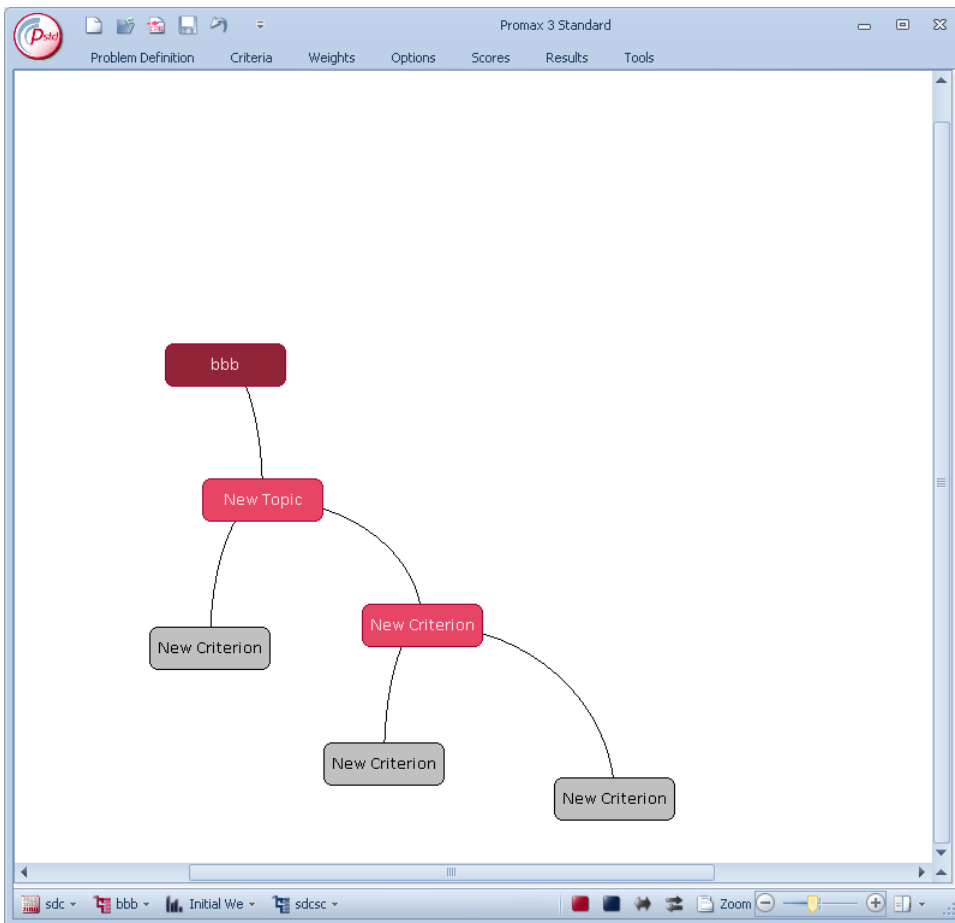 Pstd
Promax 3 Standard
Problem Definition Criteria Weights Options Scores Results Tools
bbb
New Topic
New Criterion
New Criterion
New Criterion
New Criterion
sdc bbb Initial We sdcsc Zoom